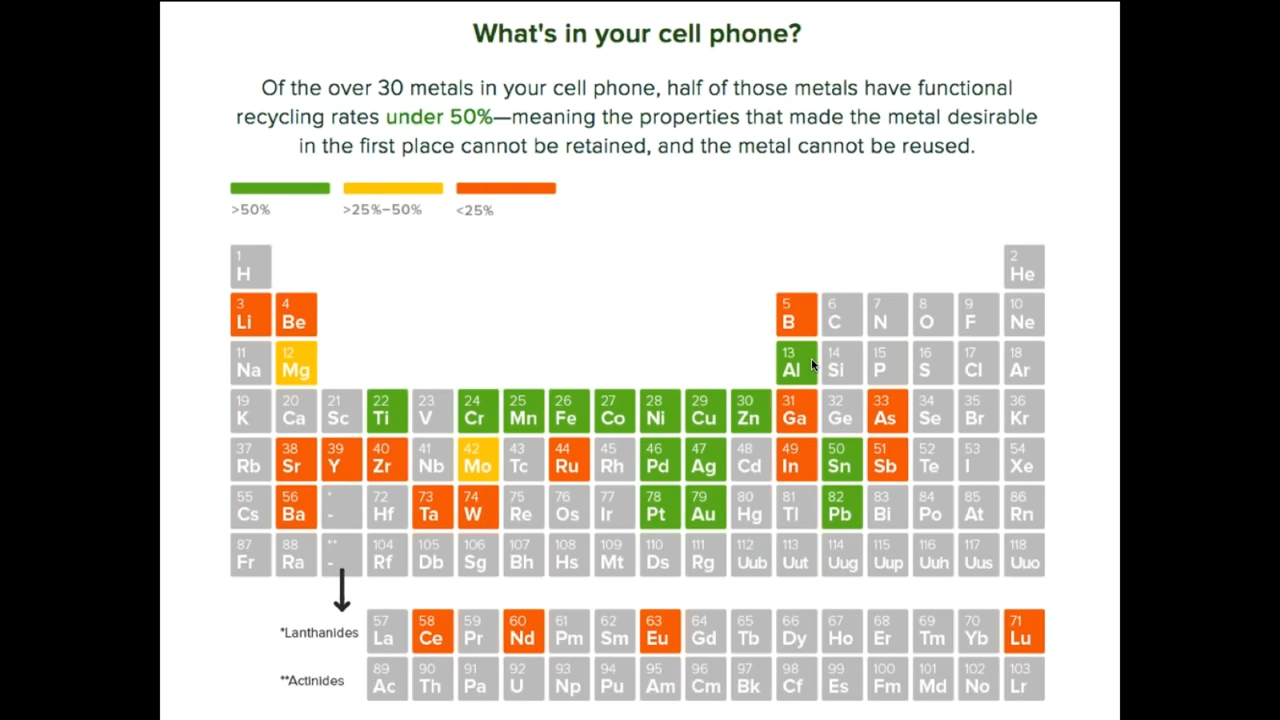 What's in your cell phone?
Of the over 30 metals in your cell phone, half of those metals have functional
recycling rates under 50%—meaning the properties that made the metal desirable
in the first place cannot be retained, and the metal cannot be reused.
>50% >25%–50% <25%
1 2
H He
3 4 5 6 7 8 9 10
Li Be B C N O F Ne
11 12 13 14 15 16 17 18
Na Mg Al Si P S Cl Ar
19 20 21 22 23 24 25 26 27 28 29 30 31 32 33 34 35 36
K Ca Sc Ti V Cr Mn Fe Co Ni Cu Zn Ga Ge As Se Br Kr
37 38 39 40 41 42 43 44 45 46 47 48 49 50 51 52 53 54
Rb Sr Y Zr Nb Mo Tc Ru Rh Pd Ag Cd In Sn Sb Te I Xe
55 56 * 72 73 74 75 76 77 78 79 80 81 82 83 84 85 86
Cs Ba - Hf Ta W Re Os Ir Pt Au Hg Tl Pb Bi Po At Rn
87 88 ** 104 105 106 107 108 109 110 111 112 113 114 115 116 117 118
Fr Ra - Rf Db Sg Bh Hs Mt Ds Rg Uub Uut Uug Uup Uuh Uus Uuo
57 58 59 60 61 62 63 64 65 66 67 68 69 70 71
*Lanthanides La Ce Pr Nd Pm Sm Eu Gd Tb Dy Ho Er Tm Yb Lu
89 90 91 92 93 94 95 96 97 98 99 100 101 102 103
**Actinides Ac Th Pa U Np Pu Am Cm Bk Cf Es Fm Md No Lr